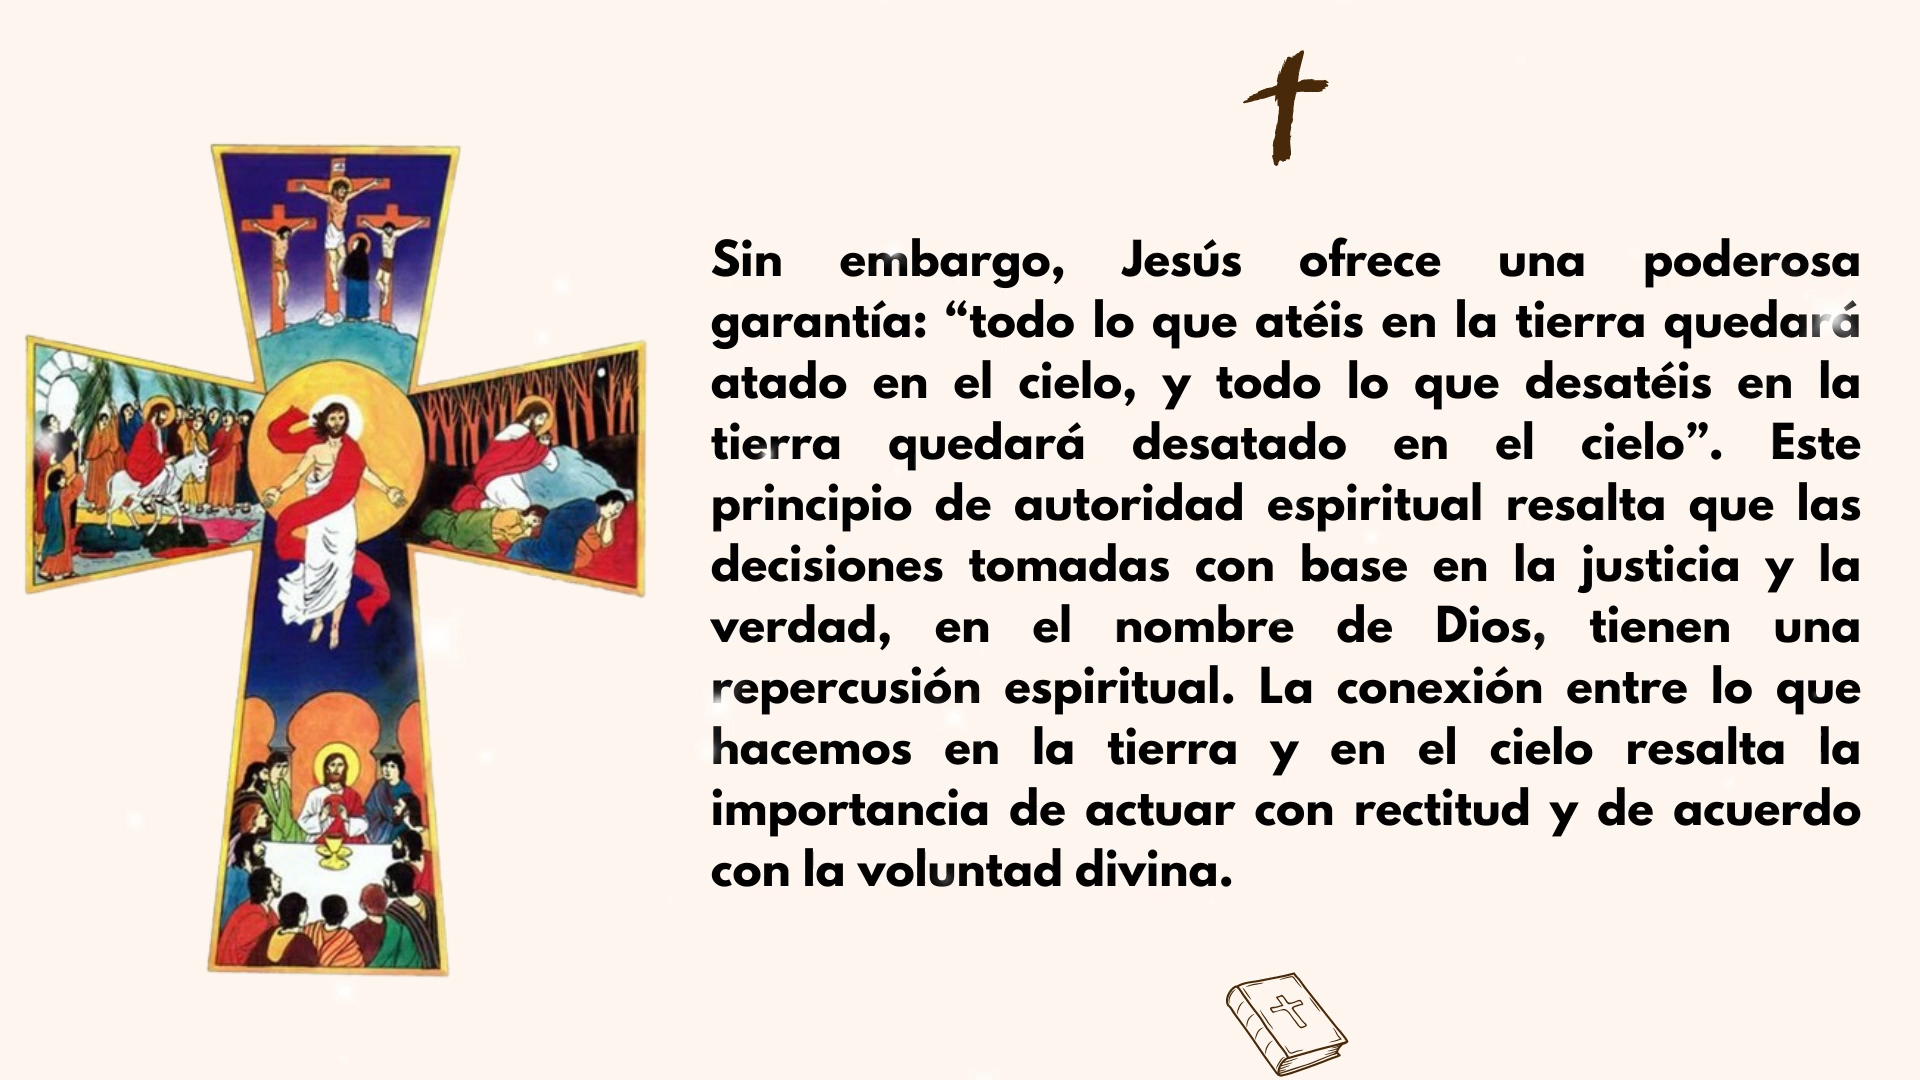 Sin embargo, Jesús ofrece una poderosa
garantía: “todo lo que atéis en la tierra quedará
atado en el cielo, y todo lo que desatéis en la
tierra quedará desatado en el cielo”. Este
principio de autoridad espiritual resalta que las
decisiones tomadas con base en la justicia y la
verdad, en el nombre de Dios, tienen una
repercusión espiritual. La conexión entre lo que
hacemos en la tierra y en el cielo resalta la
importancia de actuar con rectitud y de acuerdo
con la voluntad divina.